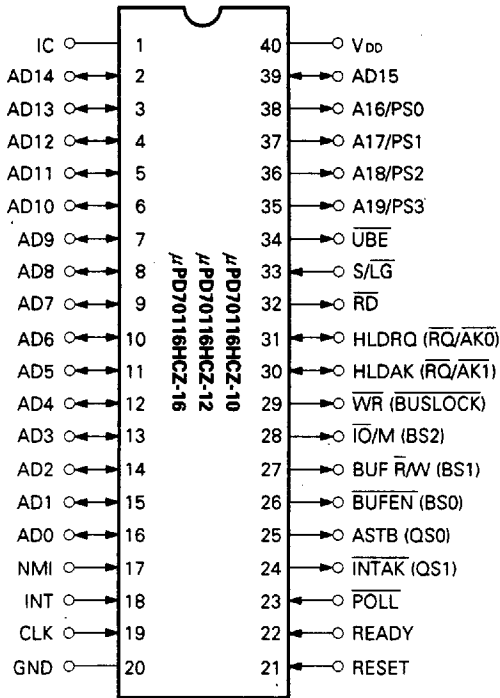 IC 1 40 VDD
AD14 2 39 AD15
AD13 3 38 A16/PS0
AD12 4 37 A17/PS1
AD11 5 36 A18/PS2
AD10 6 35 A19/PS3
AD9 7 34 UBE
AD8 8 33 S/LG
AD7 9 32 RD
AD6 10 31 HLDRQ (RQ/AK0)
AD5 11 30 HLDAK (RQ/AK1)
AD4 12 29 WR (BUSLOCK)
AD3 13 28 IO/M (BS2)
AD2 14 27 BUF R/W (BS1)
AD1 15 26 BUFEN (BS0)
AD0 16 25 ASTB (QS0)
NMI 17 24 INTAK (QS1)
INT 18 23 POLL
CLK 19 22 READY
GND 20 21 RESET
μPD70116HCZ-10
μPD70116HCZ-12
μPD70116HCZ-16